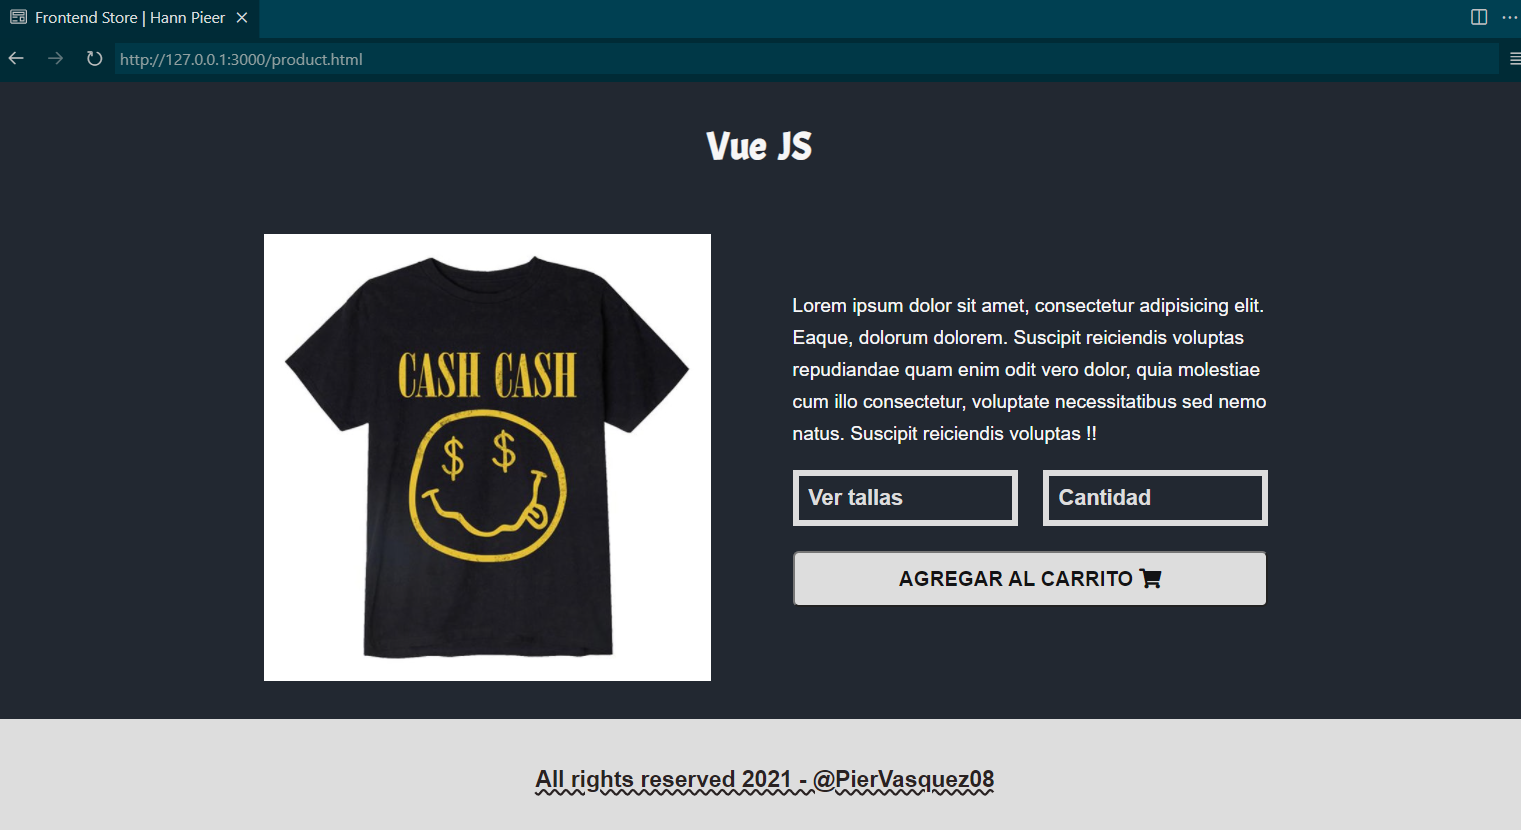 Frontend Store | Hann Pieer
http://127.0.0.1:3000/product.html
Vue JS
CASH CASH
$ $
Lorem ipsum dolor sit amet, consectetur adipisicing elit.
Eaque, dolorum dolorem. Suscipit reiciendis voluptas
repudiandae quam enim odit vero dolor, quia molestiae
cum illo consectetur, voluptate necessitatibus sed nemo
natus. Suscipit reiciendis voluptas !!
Ver tallas
Cantidad
AGREGAR AL CARRITO
All rights reserved 2021 - @PierVasquez08